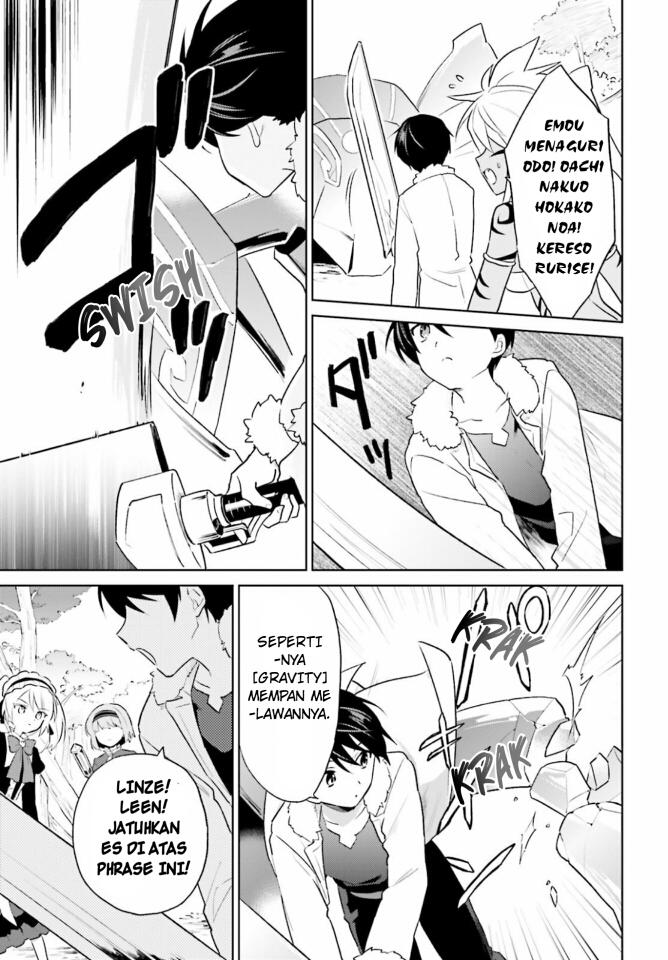 EMOU
MENAGURI
ODO! OACHI
NAKUO
HOKAKO
NOA!
KERESO
RURISE!
ダッ
SWISH
KRAK
KRAK
SEPERTI
-NYA
[GRAVITY]
MEMPAN ME
-LAWANNYA.
LINZE!
LEEN!
JATUHKAN
ES DI ATAS
PHRASE INI!